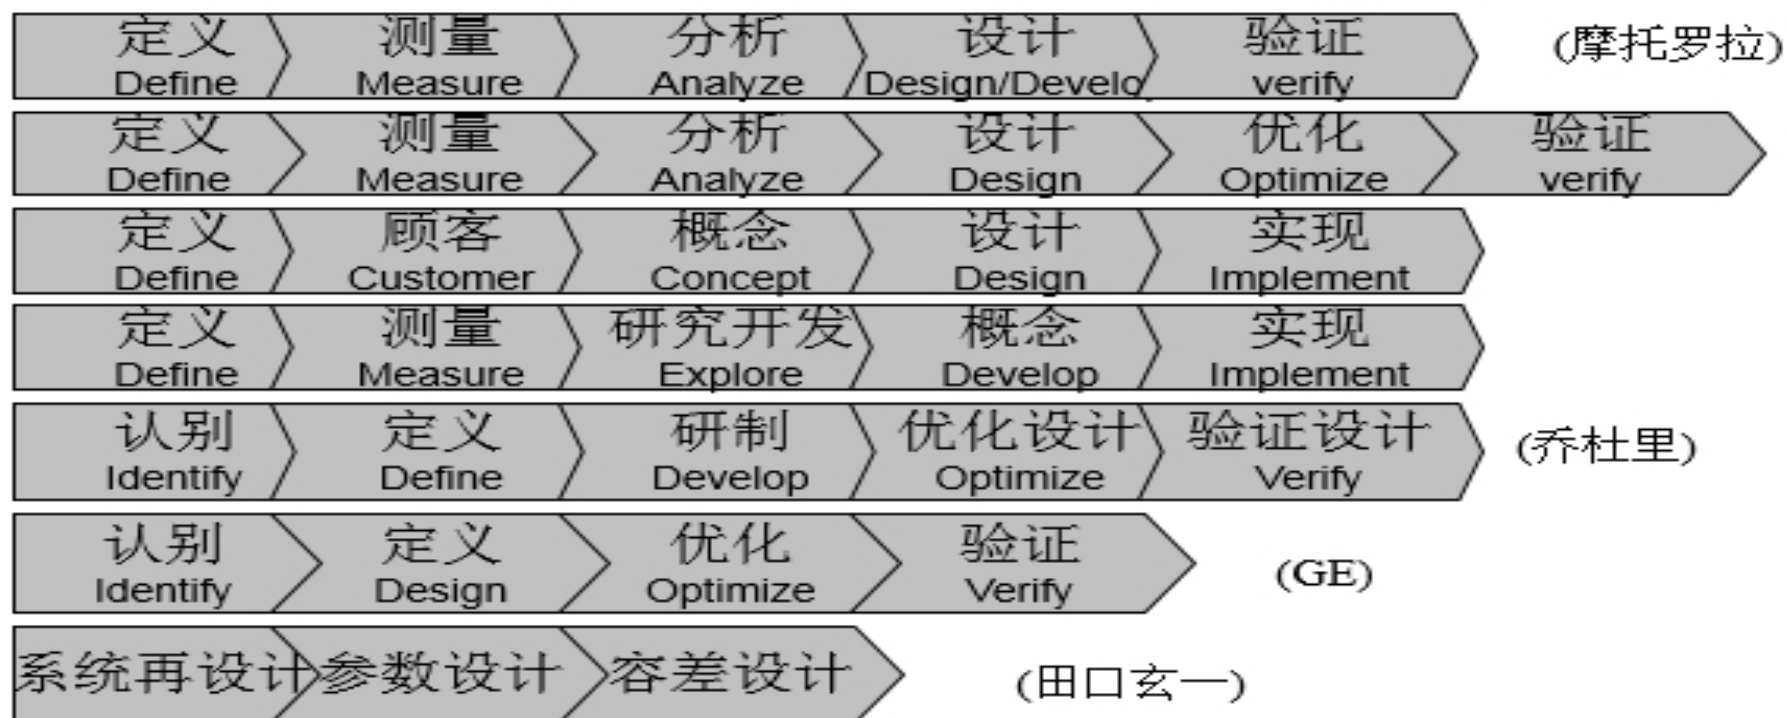 定义 测量 分析 设计 验证 (摩托罗拉)
Define Measure Analyze Design/Develo verify
定义 测量 分析 设计 优化 验证
Define Measure Analyze Design Optimize verify
定义 顾客 概念 设计 实现
Define Customer Concept Design Implement
定义 测量 研究开发 概念 实现
Define Measure Explore Develop Implement
认别 定义 研制 优化设计 验证设计 (乔杜里)
Identify Define Develop Optimize Verify
认别 定义 优化 验证 (GE)
Identify Design Optimize Verify
系统再设计 参数设计 容差设计 (田口玄一)